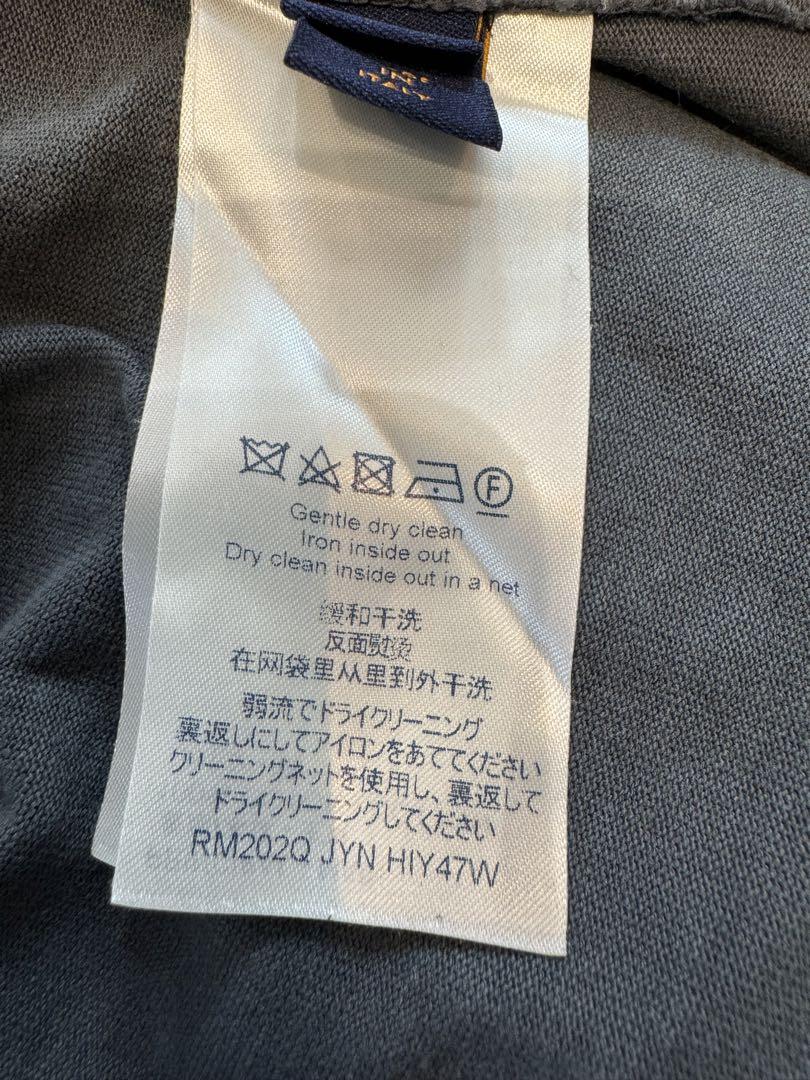 IN
ITALY
F
Gentle dry clean
Iron inside out
Dry clean inside out in a net
缓和干洗
反面熨烫
在网袋里从里到外干洗
弱流でドライクリーニング
裏返しにしてアイロンをあててください
クリーニングネットを使用し、裏返して
ドライクリーニングしてください
RM202Q JYN HIY47W